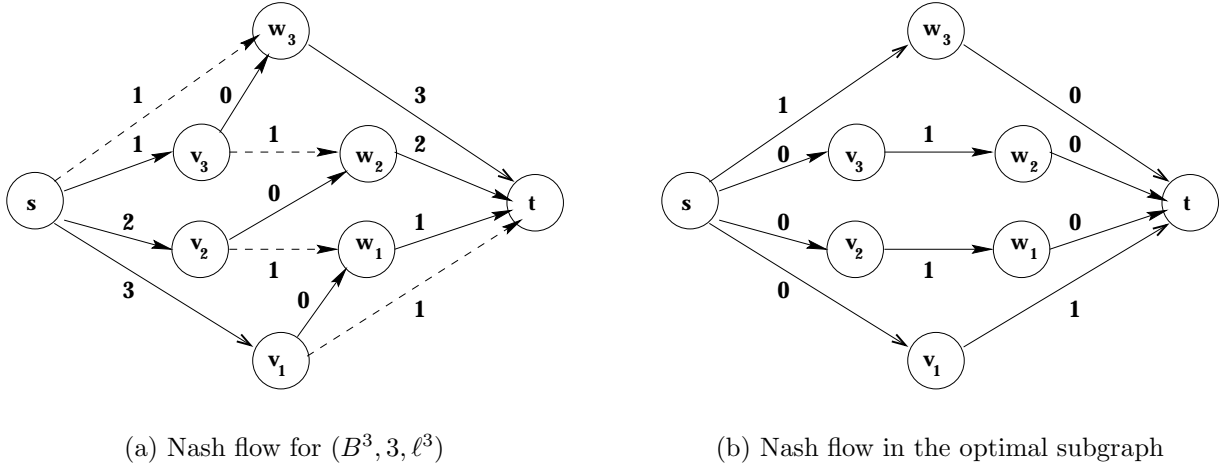 w3
1
0
3
1
1
2
v3
w2
s
0
t
2
v2
w1
1
1
3
0
1
v1
w3
1
0
0
1
0
v3
w2
s
t
0
0
v2
w1
0
1
1
v1
(a) Nash flow for (B³, 3, ℓ³)
(b) Nash flow in the optimal subgraph